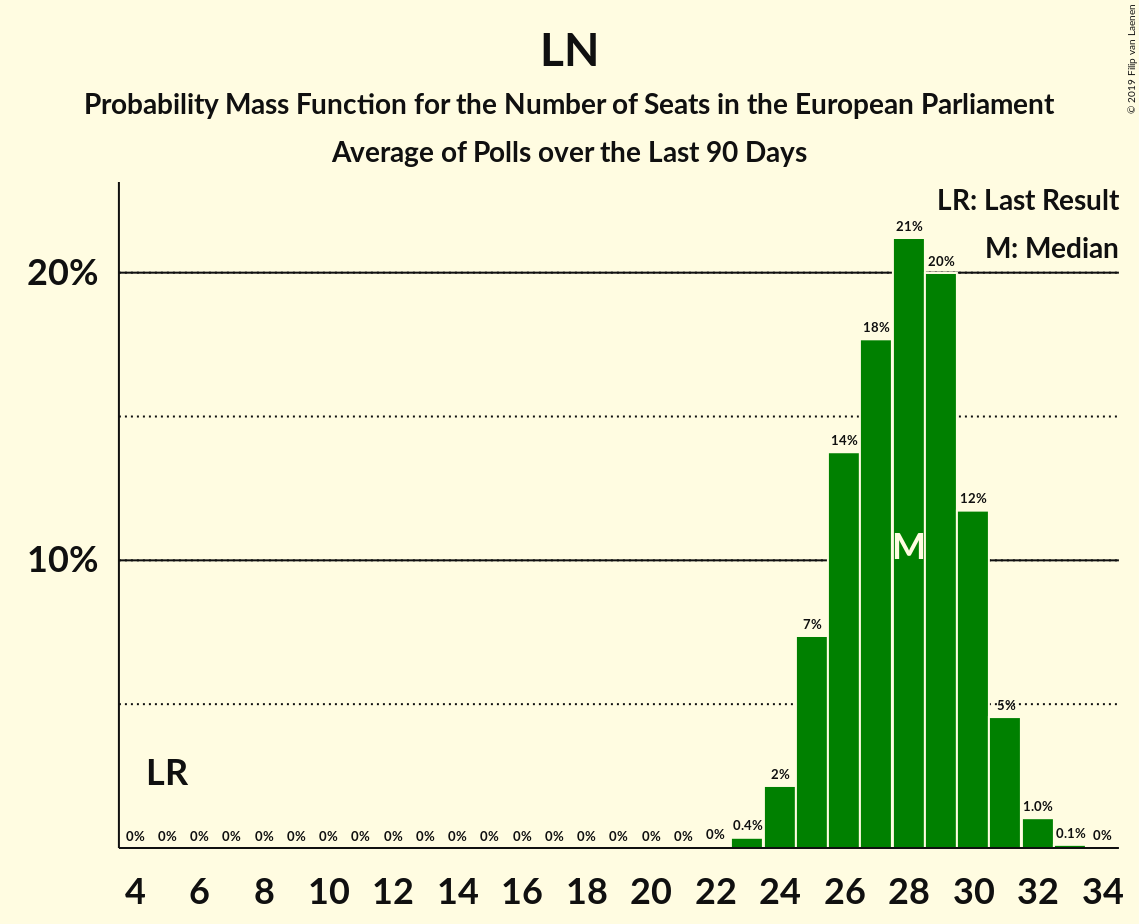 LN
Probability Mass Function for the Number of Seats in the European Parliament
Average of Polls over the Last 90 Days
© 2019 Filip van Laenen
LR: Last Result
M: Median
20%
10%
21%
20%
18%
14%
12%
7%
5%
2%
1.0%
0.4%
0.1%
M
LR
0% 0% 0% 0% 0% 0% 0% 0% 0% 0% 0% 0% 0% 0% 0% 0% 0% 0% 0% 0%
4 6 8 10 12 14 16 18 20 22 24 26 28 30 32 34